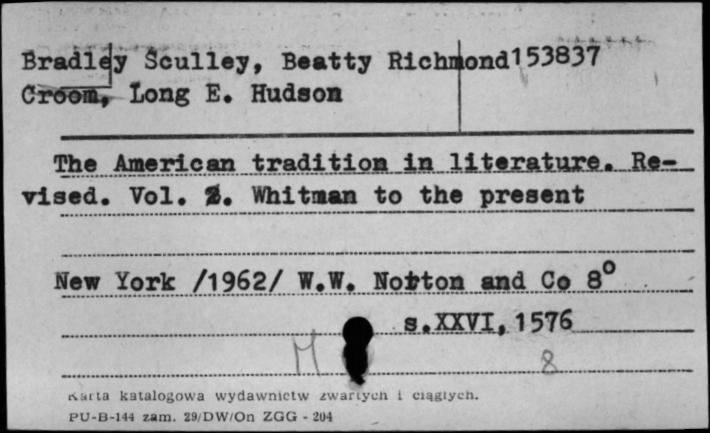 Bradley Sculley, Beatty Richmond 153837
Croom, Long E. Hudson
The American tradition in literature. Re-
vised. Vol. 2. Whitman to the present
New York /1962/ W.W. Norton and Co 8°
s.XXVI, 1576
M 8
Karta katalogowa wydawnictw zwartych i ciągłych.
PU-B-144 zam. 29/DW/On ZGG - 204